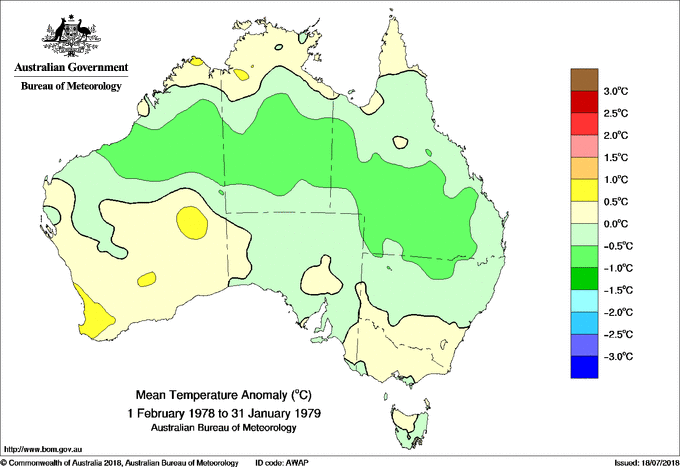 Australian Government
Bureau of Meteorology
3.0°C
2.5°C
2.0°C
1.5°C
1.0°C
0.5°C
0.0°C
-0.5°C
-1.0°C
-1.5°C
-2.0°C
-2.5°C
-3.0°C
Mean Temperature Anomaly (°C)
1 February 1978 to 31 January 1979
Australian Bureau of Meteorology
http://www.bom.gov.au
© Commonwealth of Australia 2018, Australian Bureau of Meteorology ID code: AWAP Issued: 18/07/2018